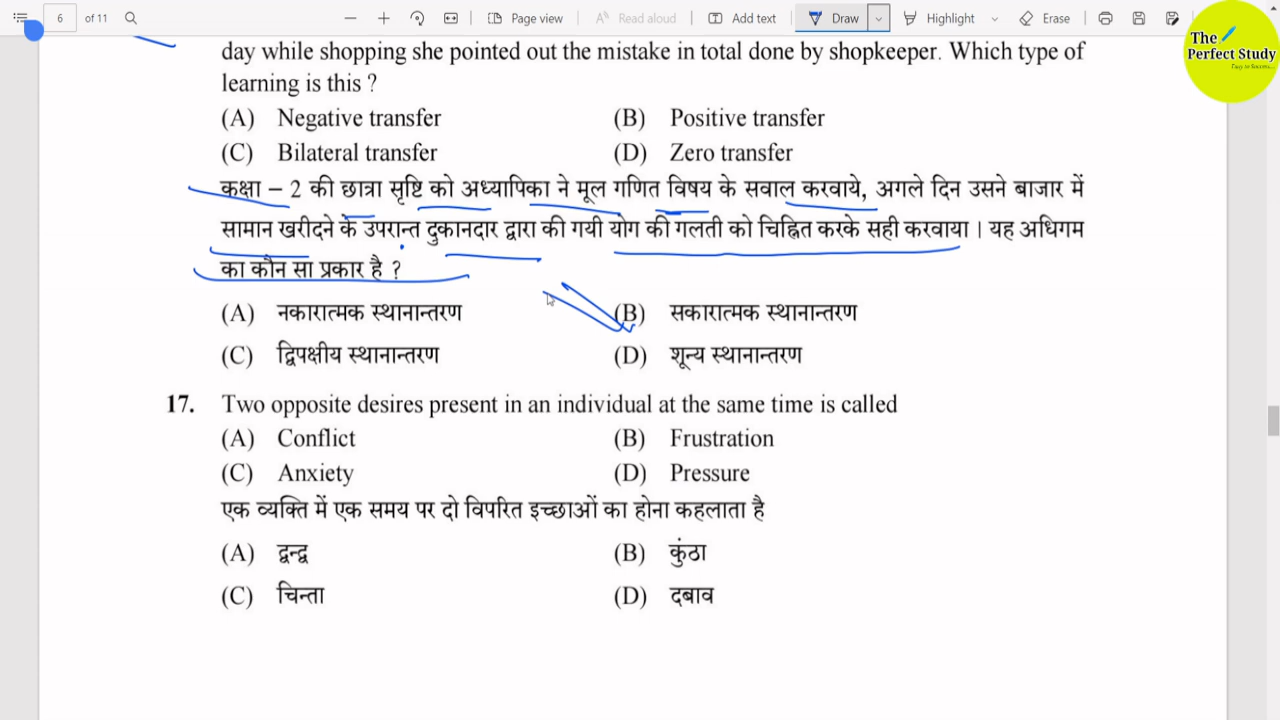 6 of 11 Page view Read aloud Add text Draw Highlight Erase
The
Perfect Study
day while shopping she pointed out the mistake in total done by shopkeeper. Which type of
learning is this ?
(A) Negative transfer (B) Positive transfer
(C) Bilateral transfer (D) Zero transfer
कक्षा – 2 की छात्रा सृष्टि को अध्यापिका ने मूल गणित विषय के सवाल करवाये, अगले दिन उसने बाजार में
सामान खरीदने के उपरान्त दुकानदार द्वारा की गयी योग की गलती को चिह्नित करके सही करवाया । यह अधिगम
का कौन सा प्रकार है ?
(A) नकारात्मक स्थानान्तरण (B) सकारात्मक स्थानान्तरण
(C) द्विपक्षीय स्थानान्तरण (D) शून्य स्थानान्तरण
17. Two opposite desires present in an individual at the same time is called
(A) Conflict (B) Frustration
(C) Anxiety (D) Pressure
एक व्यक्ति में एक समय पर दो विपरित इच्छाओं का होना कहलाता है
(A) द्वन्द्व (B) कुंठा
(C) चिन्ता (D) दबाव